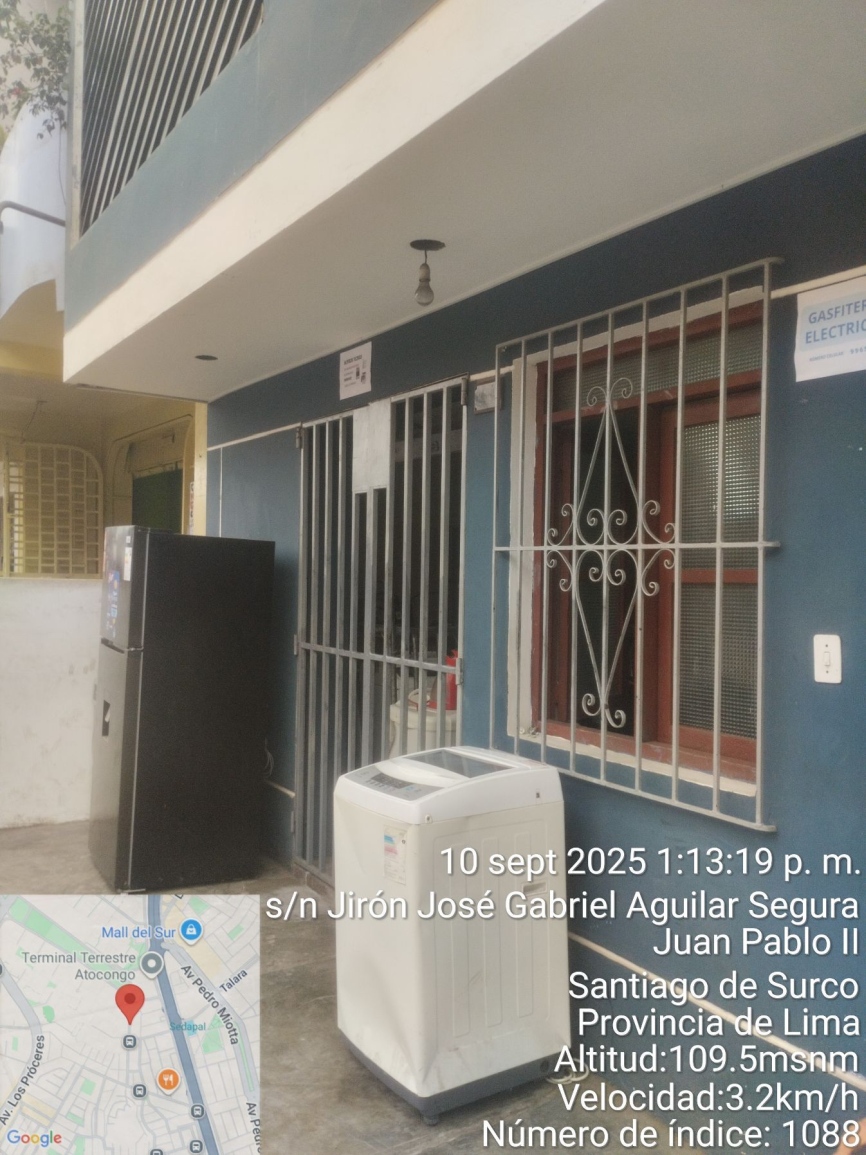 GASFITER
ELECTRIC
10 sept 2025 1:13:19 p. m.
s/n Jirón José Gabriel Aguilar Segura
Juan Pablo II
Santiago de Surco
Provincia de Lima
Altitud:109.5msnm
Velocidad:3.2km/h
Número de índice: 1088
Mall del Sur
Terminal Terrestre
Atocongo
Talara
Av Pedro Miotta
Sedapal
Av. Los Próceres
Av Pedro
Google